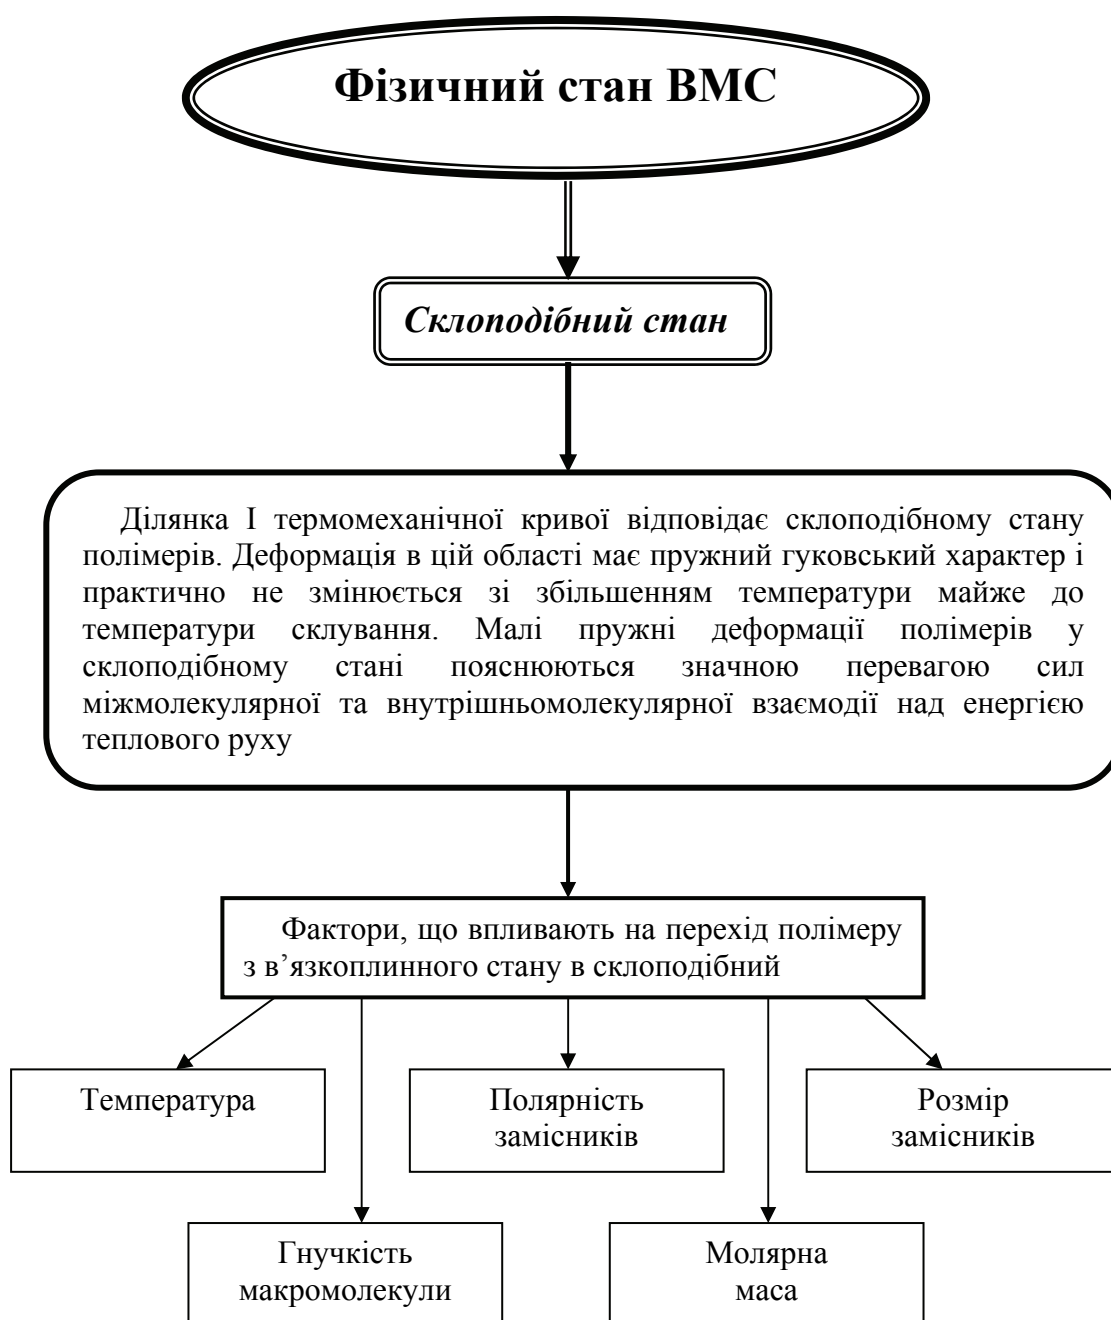 Фізичний стан ВМС
Склоподібний стан
Ділянка І термомеханічної кривої відповідає склоподібному стану
полімерів. Деформація в цій області має пружний гуковський характер і
практично не змінюється зі збільшенням температури майже до
температури склування. Малі пружні деформації полімерів у
склоподібному стані пояснюються значною перевагою сил
міжмолекулярної та внутрішньомолекулярної взаємодії над енергією
теплового руху
Фактори, що впливають на перехід полімеру
з в’язкоплинного стану в склоподібний
Температура
Полярність
замісників
Розмір
замісників
Гнучкість
макромолекули
Молярна
маса